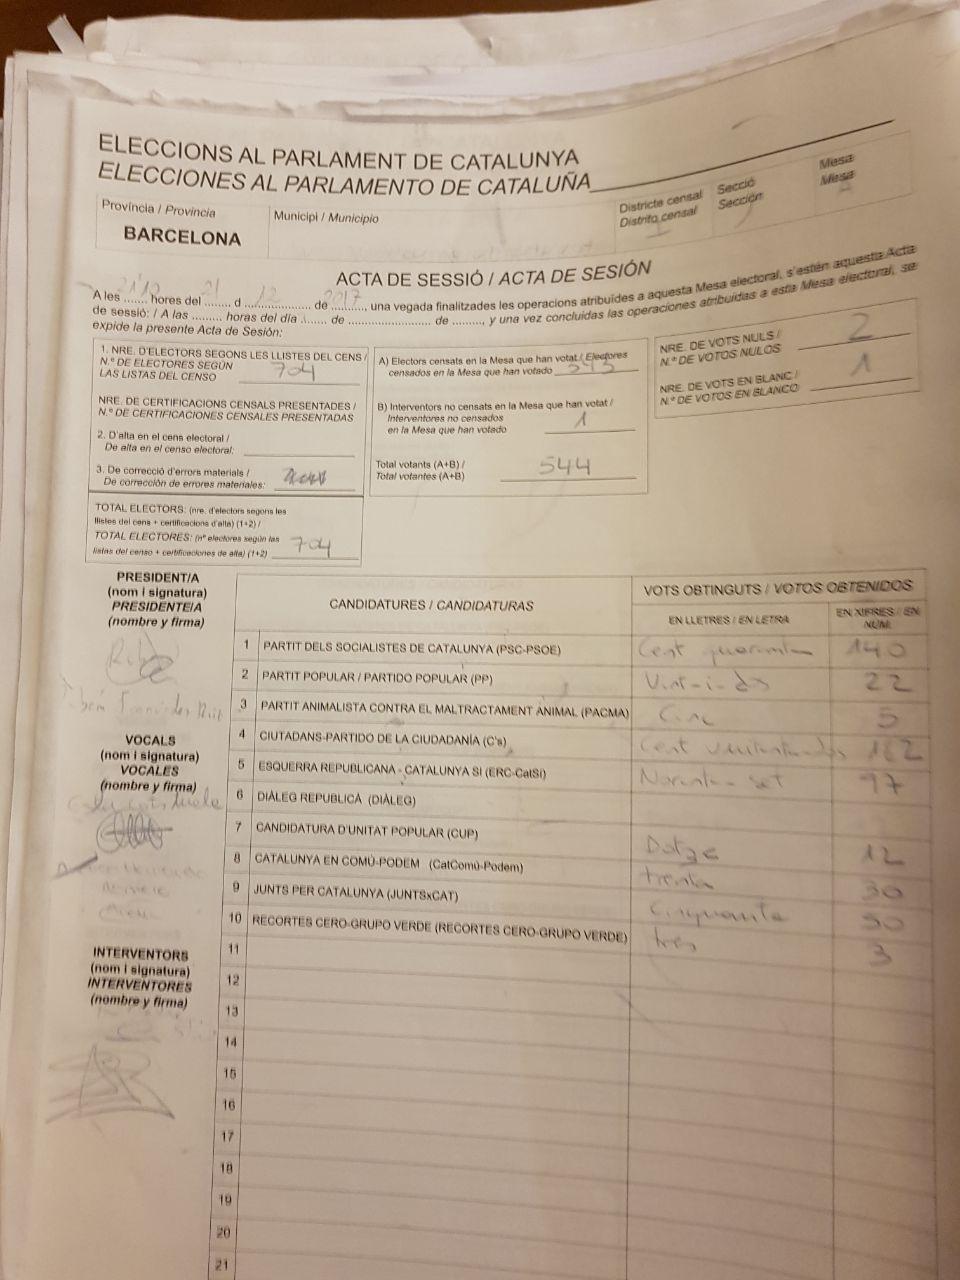 ELECCIONS AL PARLAMENT DE CATALUNYA
ELECCIONES AL PARLAMENTO DE CATALUÑA
Província / Provincia
BARCELONA
Municipi / Municipio
Districte censal
Distrito censal
Secció
Sección
Mesa
Mesa
ACTA DE SESSIÓ / ACTA DE SESIÓN
A les ....... hores del 21 d 12 de 2017, una vegada finalitzades les operacions atribuïdes a aquesta Mesa electoral, s'estén aquesta Acta
de sessió: / A las ......... horas del día ....... de ........................ de ........., y una vez concluidas las operaciones atribuidas a esta Mesa electoral, se
expide la presente Acta de Sesión:
1. NRE. D'ELECTORS SEGONS LES LLISTES DEL CENS /
N.º DE ELECTORES SEGÚN
LAS LISTAS DEL CENSO 704
NRE. DE CERTIFICACIONS CENSALS PRESENTADES /
N.º DE CERTIFICACIONES CENSALES PRESENTADAS
2. D'alta en el cens electoral /
De alta en el censo electoral:
3. De correcció d'errors materials /
De corrección de errores materiales:
TOTAL ELECTORS: (nre. d'electors segons les
llistes del cens + certificacions d'alta) (1+2) /
TOTAL ELECTORES: (nº electores según las
listas del censo + certificaciones de alta) (1+2) 704
A) Electors censats en la Mesa que han votat / Electores
censados en la Mesa que han votado 543
B) Interventors no censats en la Mesa que han votat /
Interventores no censados
en la Mesa que han votado 1
Total votants (A+B) /
Total votantes (A+B) 544
NRE. DE VOTS NULS /
N.º DE VOTOS NULOS 2
NRE. DE VOTS EN BLANC /
N.º DE VOTOS EN BLANCO 1
PRESIDENT/A
(nom i signatura)
PRESIDENTE/A
(nombre y firma)
VOCALS
(nom i signatura)
VOCALES
(nombre y firma)
INTERVENTORS
(nom i signatura)
INTERVENTORES
(nombre y firma)
CANDIDATURES / CANDIDATURAS
VOTS OBTINGUTS / VOTOS OBTENIDOS
EN LLETRES / EN LETRA
EN XIFRES / EN NÚM.
1 PARTIT DELS SOCIALISTES DE CATALUNYA (PSC-PSOE) Cent quaranta 140
2 PARTIT POPULAR / PARTIDO POPULAR (PP) Vint-i-dos 22
3 PARTIT ANIMALISTA CONTRA EL MALTRACTAMENT ANIMAL (PACMA) Cinc 5
4 CIUTADANS-PARTIDO DE LA CIUDADANÍA (C's) Cent 182
5 ESQUERRA REPUBLICANA - CATALUNYA SÍ (ERC-CatSí) Noranta-set 97
6 DIÀLEG REPUBLICÀ (DIÀLEG)
7 CANDIDATURA D'UNITAT POPULAR (CUP) Dotze 12
8 CATALUNYA EN COMÚ-PODEM (CatComú-Podem) trenta 30
9 JUNTS PER CATALUNYA (JUNTSxCAT) Cinquanta 50
10 RECORTES CERO-GRUPO VERDE (RECORTES CERO-GRUPO VERDE) tres 3
11
12
13
14
15
16
17
18
19
20
21